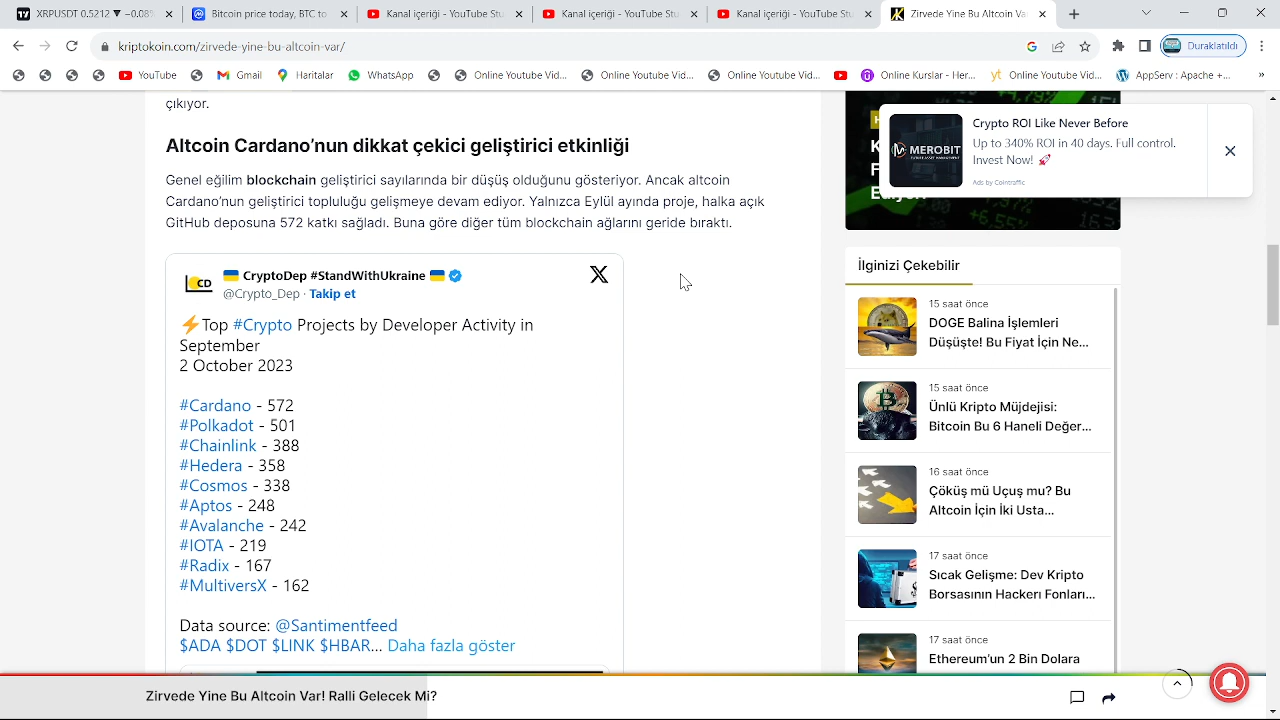 XRPUSDT 0.5212 ▼ −0.08%
Bitcoin price today, BTC
Kanal içeriği - YouTube Stu
Kanal içeriği - YouTube Stu
Kanal içeriği - YouTube Stu
Zirvede Yine Bu Altcoin Va
kriptokoin.com/zirvede-yine-bu-altcoin-var/
Duraklatıldı
YouTube
Gmail
Haritalar
WhatsApp
Online Youtube Vid...
Online Youtube Vid...
Online Youtube Vid...
Online Kurslar - Her...
Online Youtube Vid...
AppServ : Apache +...
çıkıyor.
Altcoin Cardano’nun dikkat çekici geliştirici etkinliği
blockchain geliştirici sayılarında bir düşüş olduğunu gösteriyor. Ancak altcoin
geliştirici topluluğu gelişmeye devam ediyor. Yalnızca Eylül ayında proje, halka açık
GitHub deposuna 572 katkı sağladı. Buna göre diğer tüm blockchain ağlarını geride bıraktı.
CD
CryptoDep #StandWithUkraine
@Crypto_Dep · Takip et
⚡Top #Crypto Projects by Developer Activity in
September
2 October 2023
#Cardano - 572
#Polkadot - 501
#Chainlink - 388
#Hedera - 358
#Cosmos - 338
#Aptos - 248
#Avalanche - 242
#IOTA - 219
#Radix - 167
#MultiversX - 162
Data source: @Santimentfeed
$ADA $DOT $LINK $HBAR... Daha fazla göster
MEROBIT
Crypto ROI Like Never Before
Up to 340% ROI in 40 days. Full control.
Invest Now! 🚀
Ads by Cointraffic
+6,55%
İlginizi Çekebilir
15 saat önce
DOGE Balina İşlemleri
Düşüşte! Bu Fiyat İçin Ne...
15 saat önce
Ünlü Kripto Müjdejisi:
Bitcoin Bu 6 Haneli Değer...
16 saat önce
Çöküş mü Uçuş mu? Bu
Altcoin İçin İki Usta...
17 saat önce
Sıcak Gelişme: Dev Kripto
Borsasının Hackerı Fonları...
17 saat önce
Ethereum'un 2 Bin Dolara
Zirvede Yine Bu Altcoin Var! Ralli Gelecek Mi?